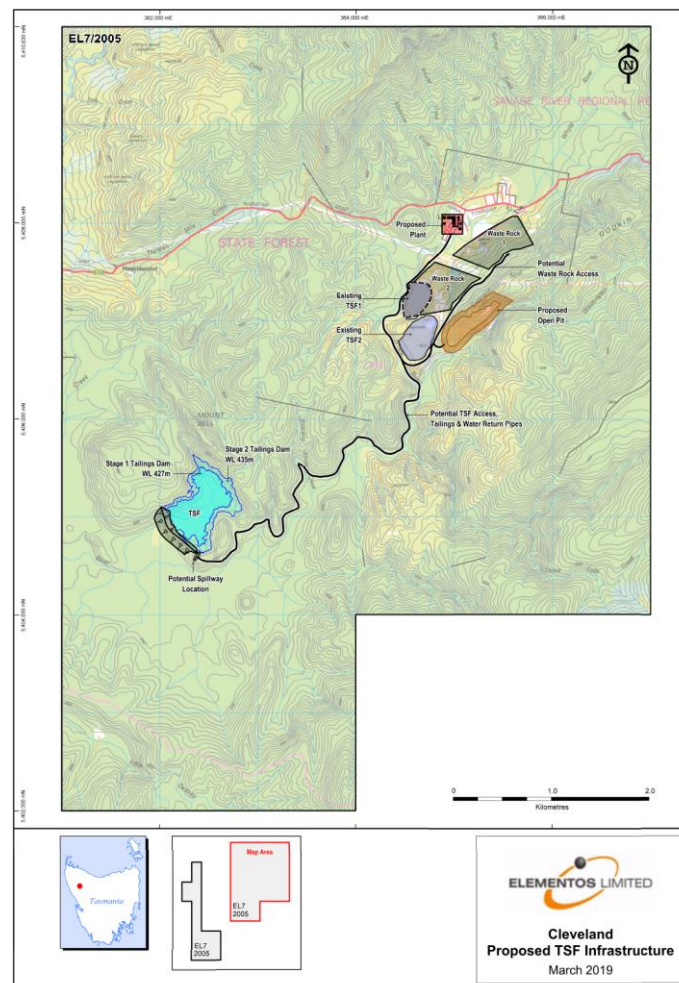 362,000 mE
364,000 mE
366,000 mE
5,410,000 mN
EL7/2005
N
SAVAGE RIVER REGIONAL
5,408,000 mN
STATE FOREST
Proposed
Plant
Waste Rock
1
GODKIN
Potential
Waste Rock Access
Waste Rock
2
Existing
TSF1
Proposed
Open Pit
Existing
TSF2
5,406,000 mN
MOUNT
BELL
Potential TSF Access,
Tailings & Water Return Pipes
Stage 2 Tailings Dam
WL 435m
Stage 1 Tailings Dam
WL 427m
TSF
Potential Spillway
Location
5,404,000 mN
0
1.0
2.0
Kilometres
5,402,000 mN
Tasmania
Map Area
EL7
2005
EL7
2005
ELEMENTOS LIMITED
Cleveland
Proposed TSF Infrastructure
March 2019